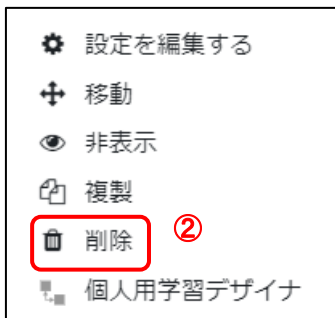 設定を編集する
移動
非表示
複製
削除 ②
個人用学習デザイナ